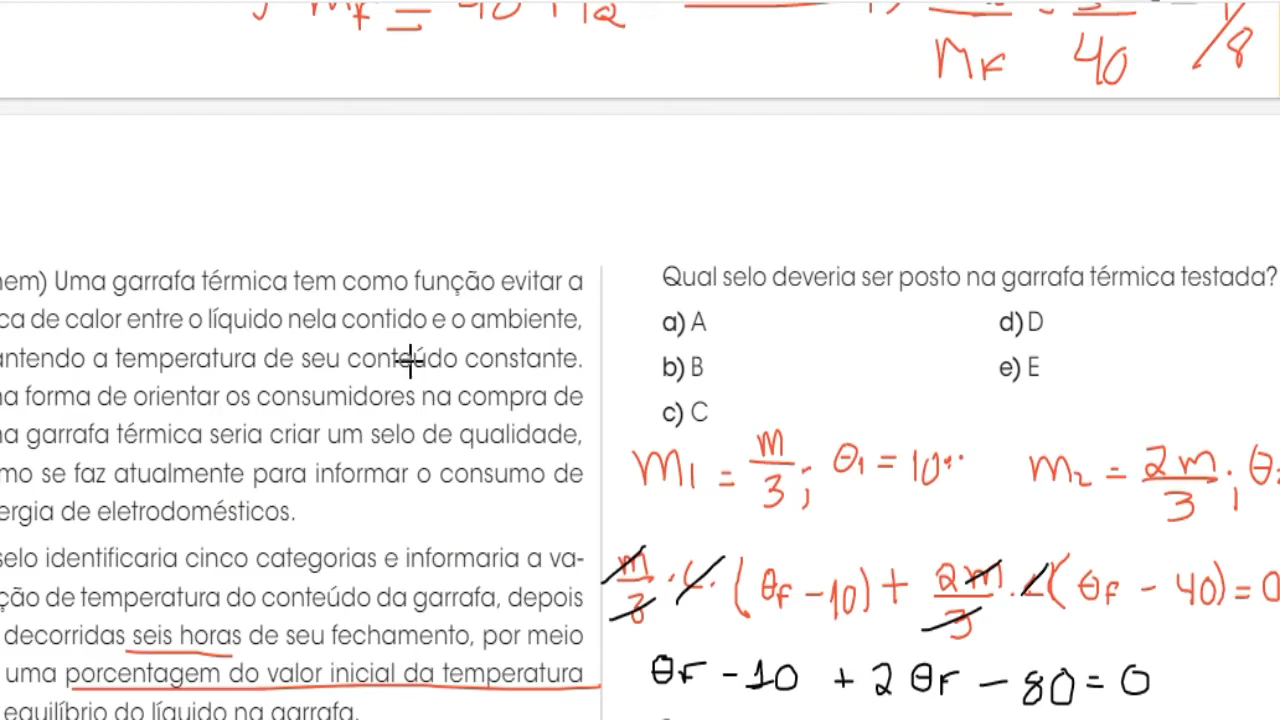 mF = 40
mF 40 1/8
nem) Uma garrafa térmica tem como função evitar a
ca de calor entre o líquido nela contido e o ambiente,
antendo a temperatura de seu conteúdo constante.
na forma de orientar os consumidores na compra de
na garrafa térmica seria criar um selo de qualidade,
mo se faz atualmente para informar o consumo de
ergia de eletrodomésticos.
selo identificaria cinco categorias e informaria a va-
ção de temperatura do conteúdo da garrafa, depois
decorridas seis horas de seu fechamento, por meio
uma porcentagem do valor inicial da temperatura
equilíbrio do líquido na garrafa.
Qual selo deveria ser posto na garrafa térmica testada?
a) A
b) B
c) C
d) D
e) E
m1 = m/3; θ1 = 10 m2 = 2m/3; θ2
m/3 · c · (θF - 10) + 2m/3 · c (θF - 40) = 0
θF - 10 + 2θF - 80 = 0